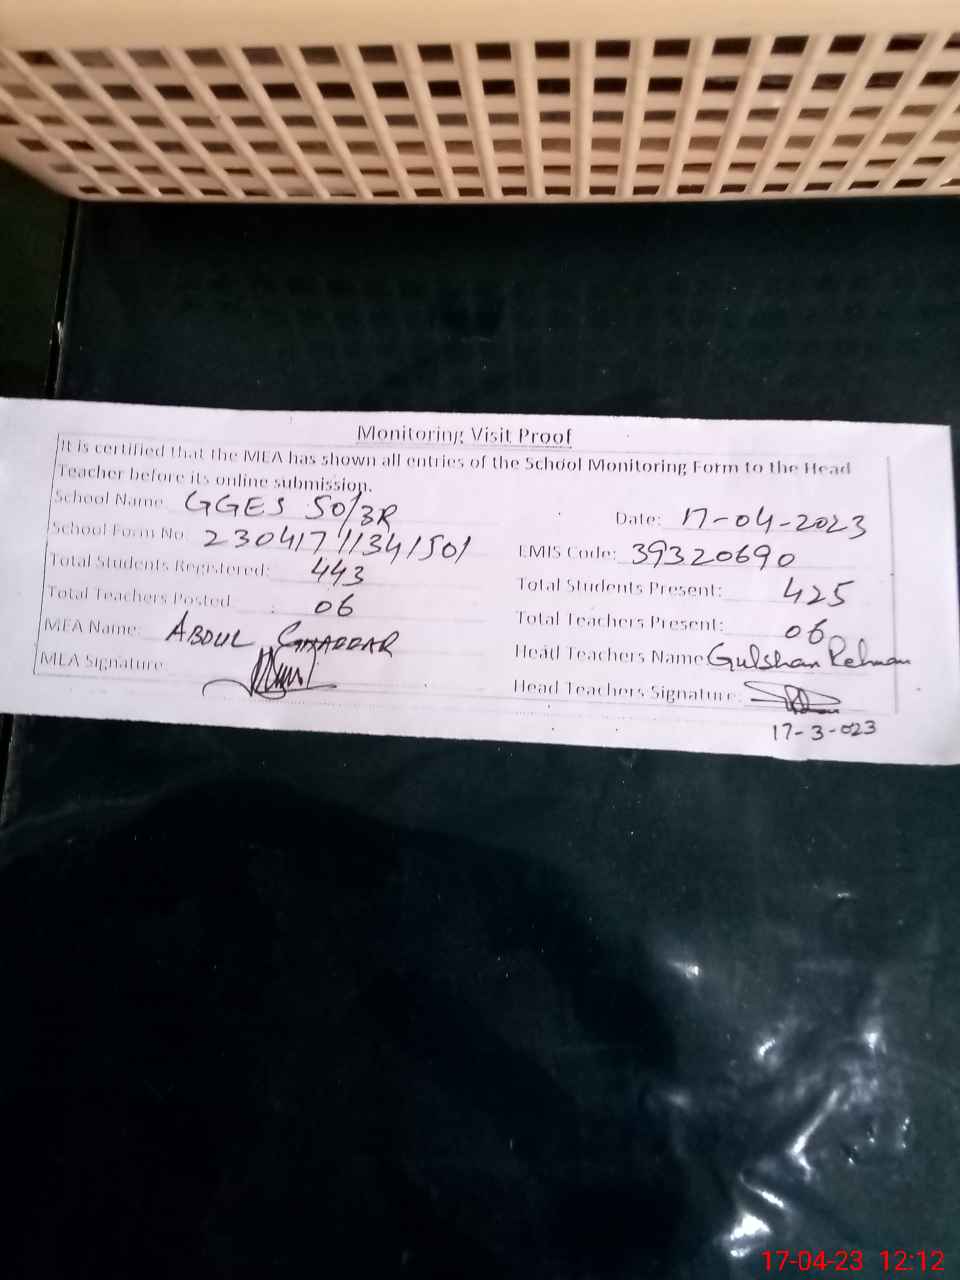 Monitoring Visit Proof
It is certified that the MEA has shown all entries of the School Monitoring Form to the Head
Teacher before its online submission.
School Name: GGES 50/3R
Date: 17-04-2023
School Form No: 23041711341501
EMIS Code: 39320690
Total Students Registered: 443
Total Students Present: 425
Total Teachers Posted: 06
Total Teachers Present: 06
MEA Name: ABDUL GHAFFAR
Head Teachers Name: Gulshan Rehman
MEA Signature:
Head Teachers Signature:
17-3-023
17-04-23 12:12